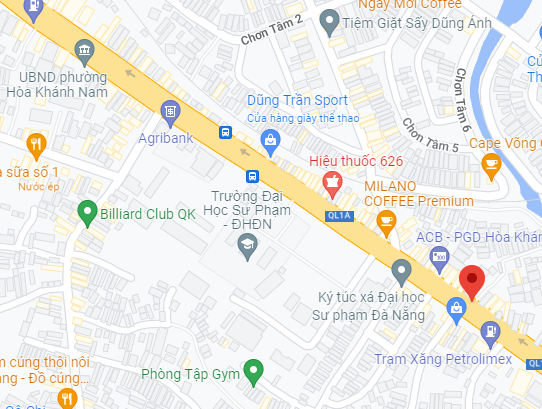 Ngày Mới Coffee
Tiệm Giặt Sấy Dũng Ánh
Chơn Tâm 2
UBND phường
Hòa Khánh Nam
Chơn Tâm 6
Dũng Trần Sport
Cửa hàng giày thể thao
Agribank
Chơn Tâm 5
Cape Võng
sữa số 1
Nước ép
Hiệu thuốc 626
MILANO
COFFEE Premium
Trường Đại
Học Sư Phạm
- ĐHĐN
Billiard Club QK
QL1A
ACB - PGD Hòa Khán
Ký túc xá Đại học
Sư phạm Đà Nẵng
Trạm Xăng Petrolimex
Phòng Tập Gym
cúng thôi nôi
- Đồ cúng...